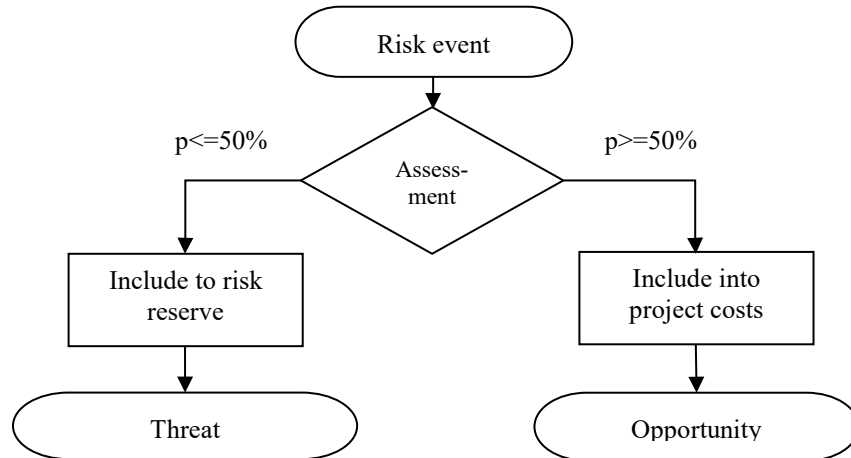 Risk event
p<=50%
p>=50%
Assess-
ment
Include to risk
reserve
Include into
project costs
Threat
Opportunity